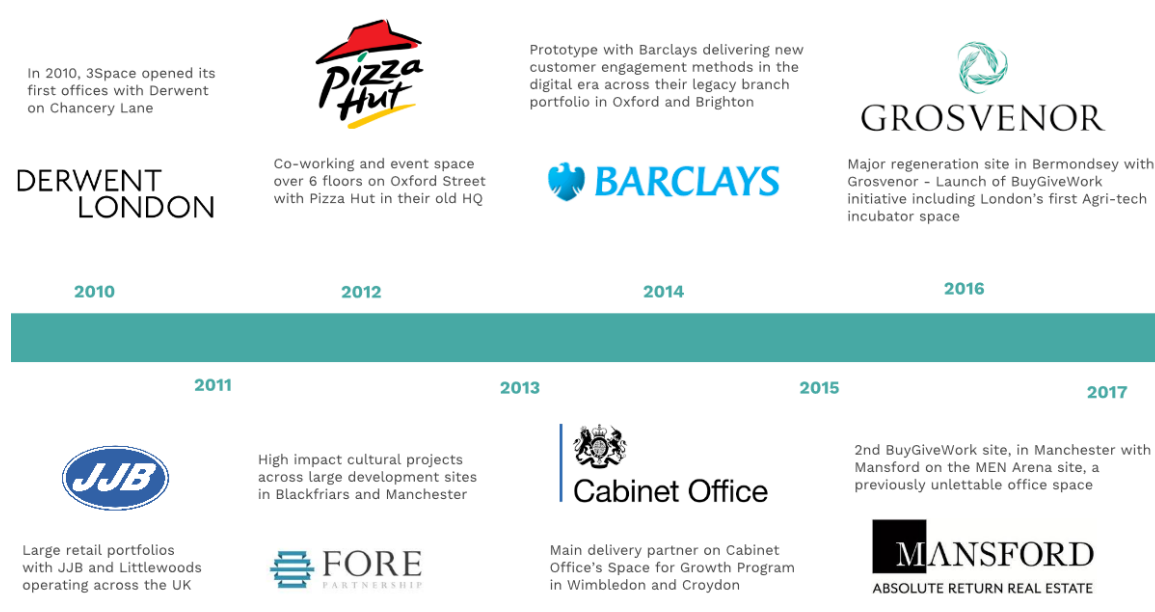 In 2010, 3Space opened its
first offices with Derwent
on Chancery Lane
DERWENT
LONDON
2010
Pizza
Hut
Co-working and event space
over 6 floors on Oxford Street
with Pizza Hut in their old HQ
2012
Prototype with Barclays delivering new
customer engagement methods in the
digital era across their legacy branch
portfolio in Oxford and Brighton
BARCLAYS
2014
GROSVENOR
Major regeneration site in Bermondsey with
Grosvenor - Launch of BuyGiveWork
initiative including London's first Agri-tech
incubator space
2016
2011
JJB
Large retail portfolios
with JJB and Littlewoods
operating across the UK
2013
High impact cultural projects
across large development sites
in Blackfriars and Manchester
FORE
PARTNERSHIP
2015
Cabinet Office
Main delivery partner on Cabinet
Office's Space for Growth Program
in Wimbledon and Croydon
2017
2nd BuyGiveWork site, in Manchester with
Mansford on the MEN Arena site, a
previously unlettable office space
MANSFORD
ABSOLUTE RETURN REAL ESTATE